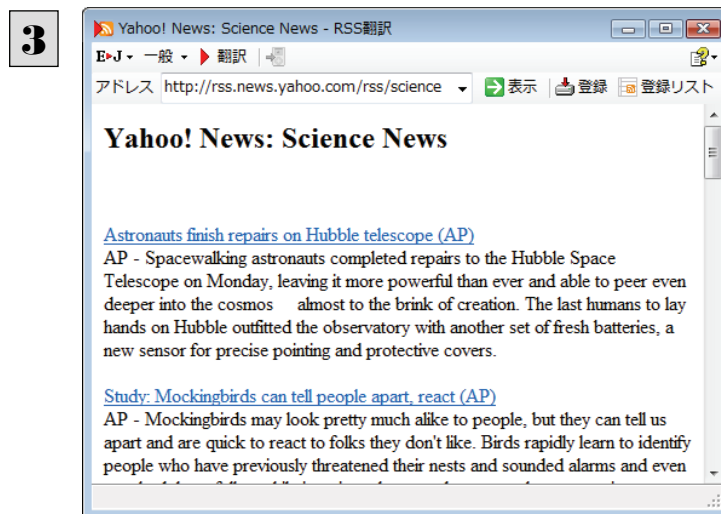 3
Yahoo! News: Science News - RSS翻訳
E▶J 一般 翻訳
アドレス http://rss.news.yahoo.com/rss/science 表示 登録 登録リスト
Yahoo! News: Science News
Astronauts finish repairs on Hubble telescope (AP)
AP - Spacewalking astronauts completed repairs to the Hubble Space
Telescope on Monday, leaving it more powerful than ever and able to peer even
deeper into the cosmos almost to the brink of creation. The last humans to lay
hands on Hubble outfitted the observatory with another set of fresh batteries, a
new sensor for precise pointing and protective covers.
Study: Mockingbirds can tell people apart, react (AP)
AP - Mockingbirds may look pretty much alike to people, but they can tell us
apart and are quick to react to folks they don't like. Birds rapidly learn to identify
people who have previously threatened their nests and sounded alarms and even